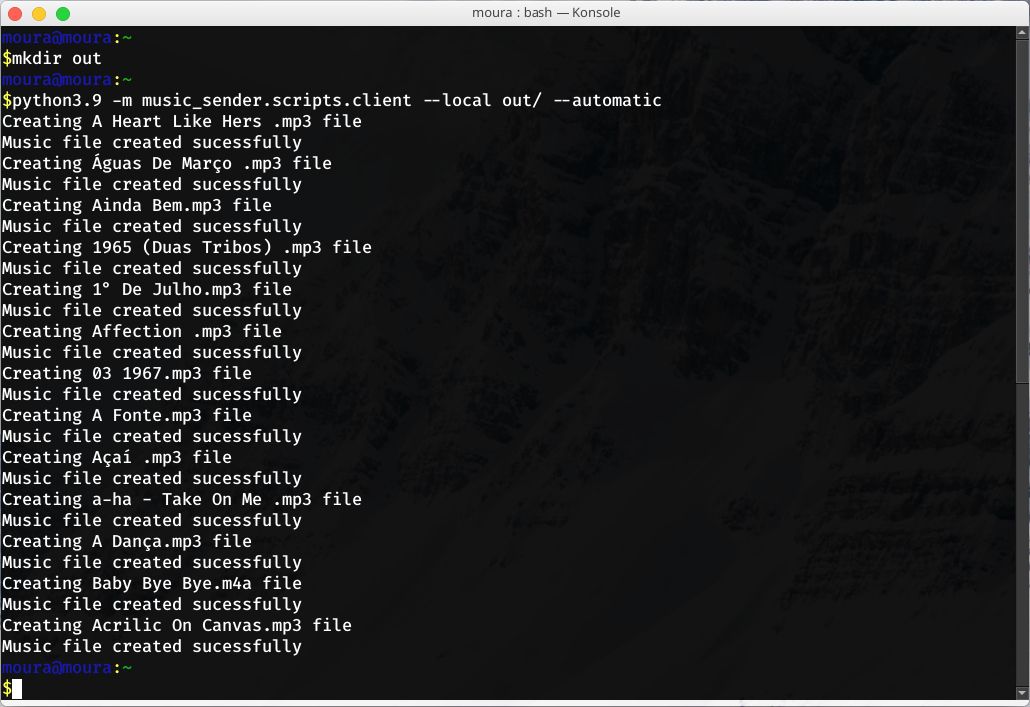 moura : bash — Konsole
moura@moura:~
$mkdir out
moura@moura:~
$python3.9 -m music_sender.scripts.client --local out/ --automatic
Creating A Heart Like Hers .mp3 file
Music file created sucessfully
Creating Águas De Março .mp3 file
Music file created sucessfully
Creating Ainda Bem.mp3 file
Music file created sucessfully
Creating 1965 (Duas Tribos) .mp3 file
Music file created sucessfully
Creating 1° De Julho.mp3 file
Music file created sucessfully
Creating Affection .mp3 file
Music file created sucessfully
Creating 03 1967.mp3 file
Music file created sucessfully
Creating A Fonte.mp3 file
Music file created sucessfully
Creating Açaí .mp3 file
Music file created sucessfully
Creating a-ha - Take On Me .mp3 file
Music file created sucessfully
Creating A Dança.mp3 file
Music file created sucessfully
Creating Baby Bye Bye.m4a file
Music file created sucessfully
Creating Acrilic On Canvas.mp3 file
Music file created sucessfully
moura@moura:~
$